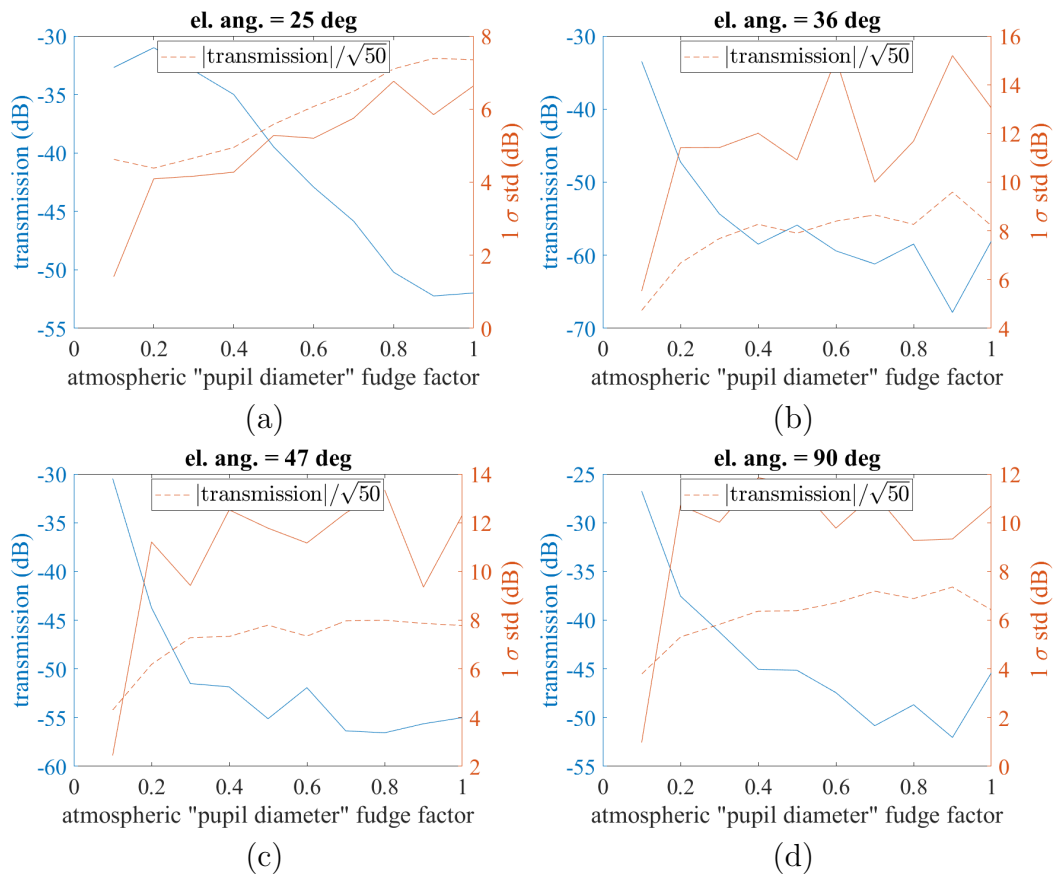 el. ang. = 25 deg
-30
-35
-40
-45
-50
-55
transmission (dB)
|transmission|/√50
8
6
4
2
0
1 σ std (dB)
0 0.2 0.4 0.6 0.8 1
atmospheric "pupil diameter" fudge factor
(a)
el. ang. = 36 deg
-30
-40
-50
-60
-70
transmission (dB)
|transmission|/√50
16
14
12
10
8
6
4
1 σ std (dB)
0 0.2 0.4 0.6 0.8 1
atmospheric "pupil diameter" fudge factor
(b)
el. ang. = 47 deg
-30
-35
-40
-45
-50
-55
-60
transmission (dB)
|transmission|/√50
14
12
10
8
6
4
2
1 σ std (dB)
0 0.2 0.4 0.6 0.8 1
atmospheric "pupil diameter" fudge factor
(c)
el. ang. = 90 deg
-25
-30
-35
-40
-45
-50
-55
transmission (dB)
|transmission|/√50
12
10
8
6
4
2
0
1 σ std (dB)
0 0.2 0.4 0.6 0.8 1
atmospheric "pupil diameter" fudge factor
(d)